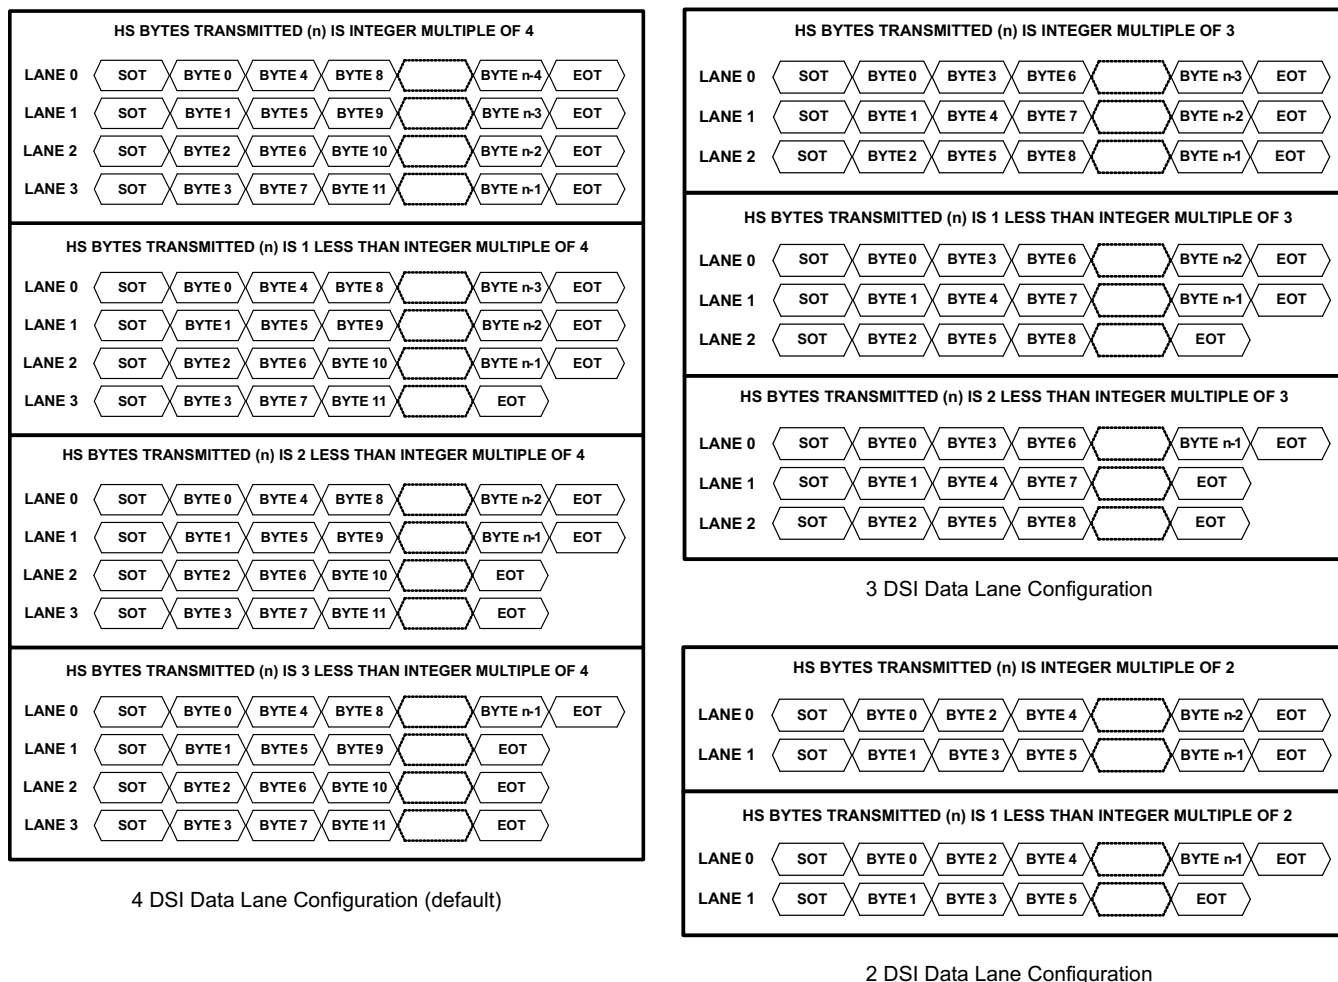 HS BYTES TRANSMITTED (n) IS INTEGER MULTIPLE OF 4
LANE 0 SOT BYTE 0 BYTE 4 BYTE 8 BYTE n-4 EOT
LANE 1 SOT BYTE 1 BYTE 5 BYTE 9 BYTE n-3 EOT
LANE 2 SOT BYTE 2 BYTE 6 BYTE 10 BYTE n-2 EOT
LANE 3 SOT BYTE 3 BYTE 7 BYTE 11 BYTE n-1 EOT
HS BYTES TRANSMITTED (n) IS 1 LESS THAN INTEGER MULTIPLE OF 4
LANE 0 SOT BYTE 0 BYTE 4 BYTE 8 BYTE n-3 EOT
LANE 1 SOT BYTE 1 BYTE 5 BYTE 9 BYTE n-2 EOT
LANE 2 SOT BYTE 2 BYTE 6 BYTE 10 BYTE n-1 EOT
LANE 3 SOT BYTE 3 BYTE 7 BYTE 11 EOT
HS BYTES TRANSMITTED (n) IS 2 LESS THAN INTEGER MULTIPLE OF 4
LANE 0 SOT BYTE 0 BYTE 4 BYTE 8 BYTE n-2 EOT
LANE 1 SOT BYTE 1 BYTE 5 BYTE 9 BYTE n-1 EOT
LANE 2 SOT BYTE 2 BYTE 6 BYTE 10 EOT
LANE 3 SOT BYTE 3 BYTE 7 BYTE 11 EOT
HS BYTES TRANSMITTED (n) IS 3 LESS THAN INTEGER MULTIPLE OF 4
LANE 0 SOT BYTE 0 BYTE 4 BYTE 8 BYTE n-1 EOT
LANE 1 SOT BYTE 1 BYTE 5 BYTE 9 EOT
LANE 2 SOT BYTE 2 BYTE 6 BYTE 10 EOT
LANE 3 SOT BYTE 3 BYTE 7 BYTE 11 EOT
4 DSI Data Lane Configuration (default)
HS BYTES TRANSMITTED (n) IS INTEGER MULTIPLE OF 3
LANE 0 SOT BYTE 0 BYTE 3 BYTE 6 BYTE n-3 EOT
LANE 1 SOT BYTE 1 BYTE 4 BYTE 7 BYTE n-2 EOT
LANE 2 SOT BYTE 2 BYTE 5 BYTE 8 BYTE n-1 EOT
HS BYTES TRANSMITTED (n) IS 1 LESS THAN INTEGER MULTIPLE OF 3
LANE 0 SOT BYTE 0 BYTE 3 BYTE 6 BYTE n-2 EOT
LANE 1 SOT BYTE 1 BYTE 4 BYTE 7 BYTE n-1 EOT
LANE 2 SOT BYTE 2 BYTE 5 BYTE 8 EOT
HS BYTES TRANSMITTED (n) IS 2 LESS THAN INTEGER MULTIPLE OF 3
LANE 0 SOT BYTE 0 BYTE 3 BYTE 6 BYTE n-1 EOT
LANE 1 SOT BYTE 1 BYTE 4 BYTE 7 EOT
LANE 2 SOT BYTE 2 BYTE 5 BYTE 8 EOT
3 DSI Data Lane Configuration
HS BYTES TRANSMITTED (n) IS INTEGER MULTIPLE OF 2
LANE 0 SOT BYTE 0 BYTE 2 BYTE 4 BYTE n-2 EOT
LANE 1 SOT BYTE 1 BYTE 3 BYTE 5 BYTE n-1 EOT
HS BYTES TRANSMITTED (n) IS 1 LESS THAN INTEGER MULTIPLE OF 2
LANE 0 SOT BYTE 0 BYTE 2 BYTE 4 BYTE n-1 EOT
LANE 1 SOT BYTE 1 BYTE 3 BYTE 5 EOT
2 DSI Data Lane Configuration